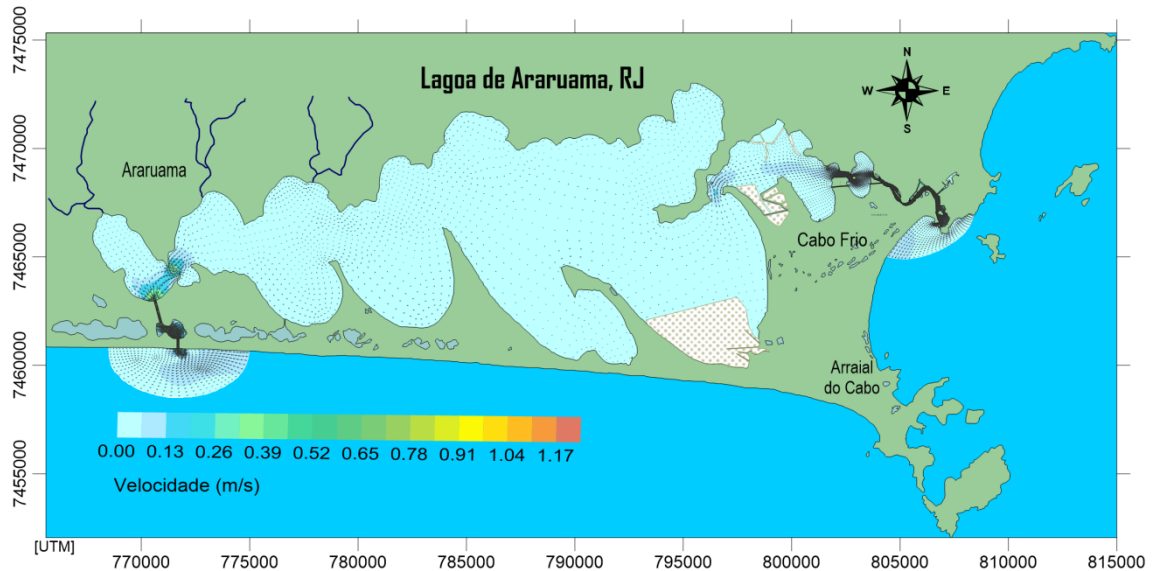 7475000
7470000
7465000
7460000
7455000
Lagoa de Araruama, RJ
N
W
E
S
Araruama
Cabo Frio
Arraial
do Cabo
0.00 0.13 0.26 0.39 0.52 0.65 0.78 0.91 1.04 1.17
Velocidade (m/s)
[UTM]
770000 775000 780000 785000 790000 795000 800000 805000 810000 815000